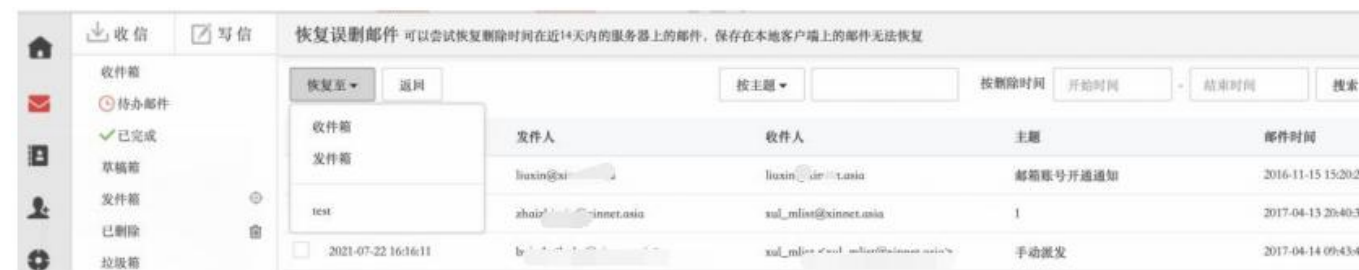 收信 写信 恢复误删邮件 可以尝试恢复删除时间在近14天内的服务器上的邮件，保存在本地客户端上的邮件无法恢复
收件箱
恢复至 返回 按主题 按删除时间 开始时间 - 结束时间 搜索
待办邮件
收件箱
已完成
发件人 收件人 主题 邮件时间
发件箱
草稿箱
邮箱账号开通通知 2016-11-15 15:20:2
发件箱
test
xul_mlist@xinnet.asia 1 2017-04-13 20:40:3
已删除
2021-07-22 16:16:11 手动派发 2017-04-14 09:43:4
垃圾箱